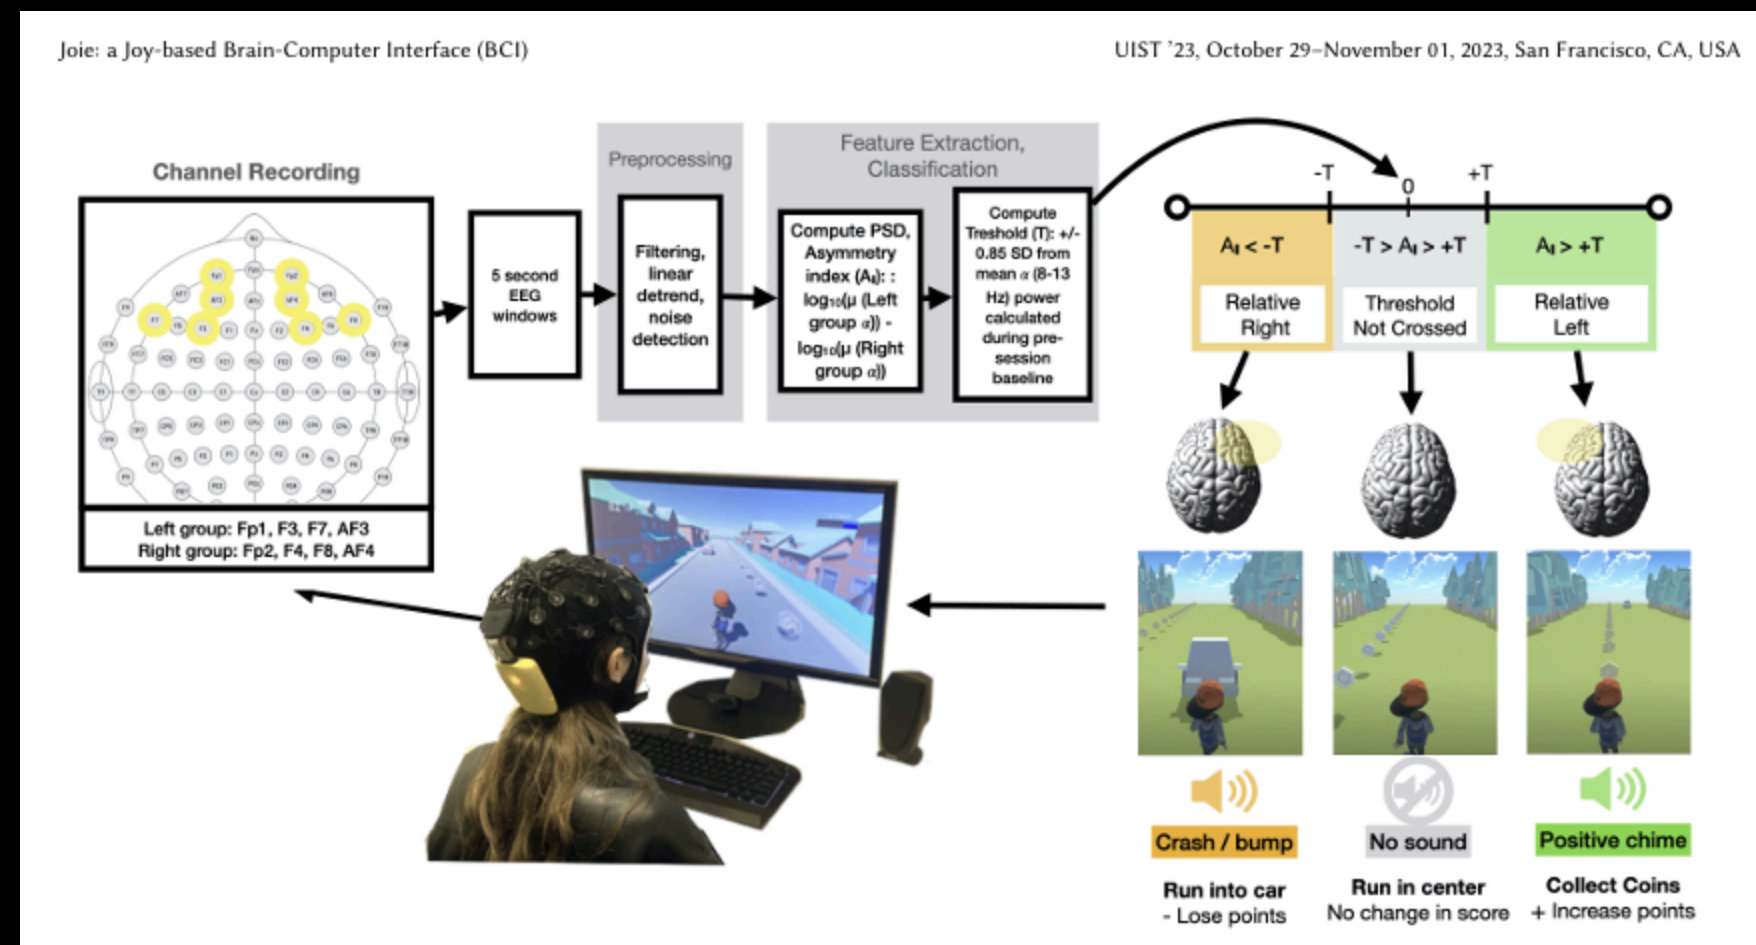 Joie: a Joy-based Brain-Computer Interface (BCI)
UIST '23, October 29–November 01, 2023, San Francisco, CA, USA
Channel Recording
Left group: Fp1, F3, F7, AF3
Right group: Fp2, F4, F8, AF4
5 second
EEG
windows
Preprocessing
Filtering,
linear
detrend,
noise
detection
Feature Extraction,
Classification
Compute PSD,
Asymmetry
index (Aᵢ): :
log₁₀(μ (Left
group α)) -
log₁₀(μ (Right
group α))
Compute
Treshold (T): +/-
0.85 SD from
mean α (8-13
Hz) power
calculated
during pre-
session
baseline
-T
0
+T
Aᵢ < -T
-T > Aᵢ > +T
Aᵢ > +T
Relative
Right
Threshold
Not Crossed
Relative
Left
Crash / bump
No sound
Positive chime
Run into car
- Lose points
Run in center
No change in score
Collect Coins
+ Increase points